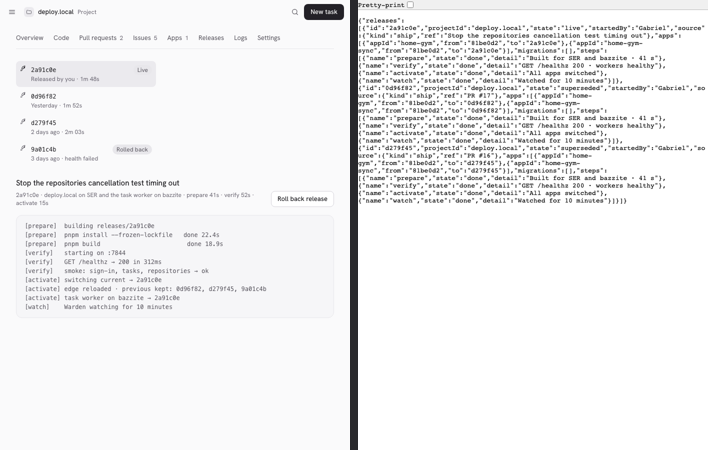 deploy.local Project
New task
Overview Code Pull requests 2 Issues 5 Apps 1 Releases Logs Settings
2a91c0e Live
Released by you · 1m 48s
0d96f82
Yesterday · 1m 52s
d279f45
2 days ago · 2m 03s
9a01c4b Rolled back
3 days ago · health failed
Stop the repositories cancellation test timing out
2a91c0e · deploy.local on SER and the task worker on bazzite · prepare 41s · verify 52s ·
activate 15s
Roll back release
[prepare] building releases/2a91c0e
[prepare] pnpm install --frozen-lockfile done 22.4s
[prepare] pnpm build done 18.9s
[verify] starting on :7844
[verify] GET /healthz → 200 in 312ms
[verify] smoke: sign-in, tasks, repositories → ok
[activate] switching current → 2a91c0e
[activate] edge reloaded · previous kept: 0d96f82, d279f45, 9a01c4b
[activate] task worker on bazzite → 2a91c0e
[watch] Warden watching for 10 minutes
Pretty-print
{"releases":
[{"id":"2a91c0e","projectId":"deploy.local","state":"live","startedBy":"Gabriel","source"
:{"kind":"ship","ref":"Stop the repositories cancellation test timing out"},"apps":
[{"appId":"home-gym","from":"81be0d2","to":"2a91c0e"},{"appId":"home-gym-
sync","from":"81be0d2","to":"2a91c0e"}],"migrations":[],"steps":
[{"name":"prepare","state":"done","detail":"Built for SER and bazzite · 41 s"},
{"name":"verify","state":"done","detail":"GET /healthz 200 · workers healthy"},
{"name":"activate","state":"done","detail":"All apps switched"},
{"name":"watch","state":"done","detail":"Watched for 10 minutes"}]},
{"id":"0d96f82","projectId":"deploy.local","state":"superseded","startedBy":"Gabriel","so
urce":{"kind":"ship","ref":"PR #17"},"apps":[{"appId":"home-
gym","from":"81be0d2","to":"0d96f82"},{"appId":"home-gym-
sync","from":"81be0d2","to":"0d96f82"}],"migrations":[],"steps":
[{"name":"prepare","state":"done","detail":"Built for SER and bazzite · 41 s"},
{"name":"verify","state":"done","detail":"GET /healthz 200 · workers healthy"},
{"name":"activate","state":"done","detail":"All apps switched"},
{"name":"watch","state":"done","detail":"Watched for 10 minutes"}]},
{"id":"d279f45","projectId":"deploy.local","state":"superseded","startedBy":"Gabriel","so
urce":{"kind":"ship","ref":"PR #16"},"apps":[{"appId":"home-
gym","from":"81be0d2","to":"d279f45"},{"appId":"home-gym-
sync","from":"81be0d2","to":"d279f45"}],"migrations":[],"steps":
[{"name":"prepare","state":"done","detail":"Built for SER and bazzite · 41 s"},
{"name":"verify","state":"done","detail":"GET /healthz 200 · workers healthy"},
{"name":"activate","state":"done","detail":"All apps switched"},
{"name":"watch","state":"done","detail":"Watched for 10 minutes"}]}]}